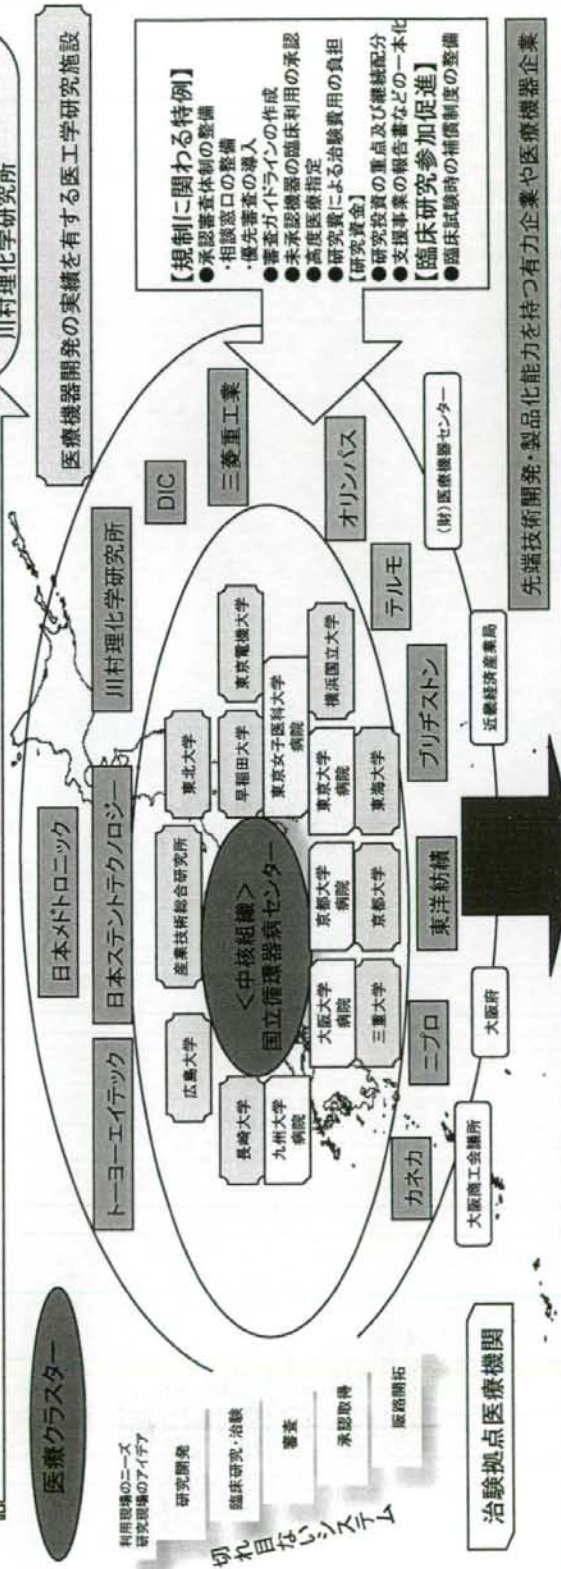 川村理化学研究所
医療クラスター
医療機器開発の実績を有する医工学研究施設
利用現場のニーズ
研究現場のアイデア
研究開発
臨床研究・治験
審査
承認取得
販路開拓
切れ目ないシステム
日本メドトロニック
トーヨーエイテック
日本ステントテクノロジー
川村理化学研究所
DIC
三菱重工業
オリンパス
テルモ
ブリヂストン
東洋紡績
ニプロ
カネカ
広島大学
産業技術総合研究所
東北大学
長崎大学
九州大学
病院
<中核組織>
国立循環器病センター
早稲田大学
東京電機大学
東京女子医科大学
病院
大阪大学
病院
京都大学
病院
東京大学
病院
横浜国立大学
三重大学
京都大学
東海大学
大阪商工会議所
大阪府
近畿経済産業局
(財)医療機器センター
【規制に関わる特例】
●承認審査体制の整備
・相談窓口の整備
・優先審査の導入
●審査ガイドラインの作成
●未承認機器の臨床利用の承認
●高度医療指定
●研究費による治験費用の負担
【研究資金】
●研究投資の重点及び継続配分
●支援事業の報告書などの一本化
【臨床研究参加促進】
●臨床試験時の補償制度の整備
治験拠点医療機関
先端技術開発・製品化能力を持つ有力企業や医療機器企業